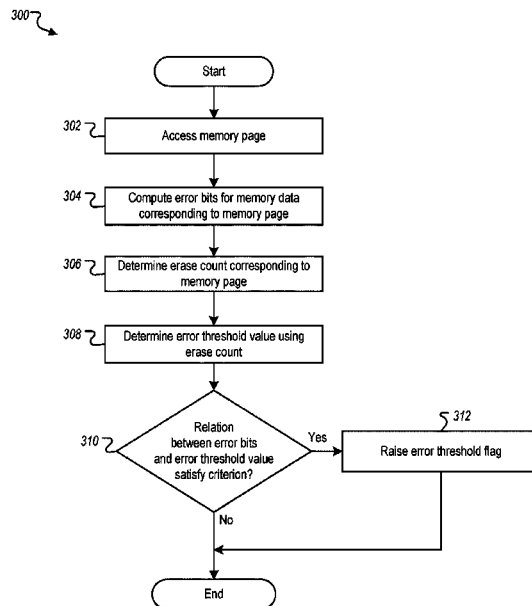 300
Start
302
Access memory page
304
Compute error bits for memory data
corresponding to memory page
306
Determine erase count corresponding to
memory page
308
Determine error threshold value using
erase count
310
Relation
between error bits
and error threshold value
satisfy criterion?
Yes
312
Raise error threshold flag
No
End